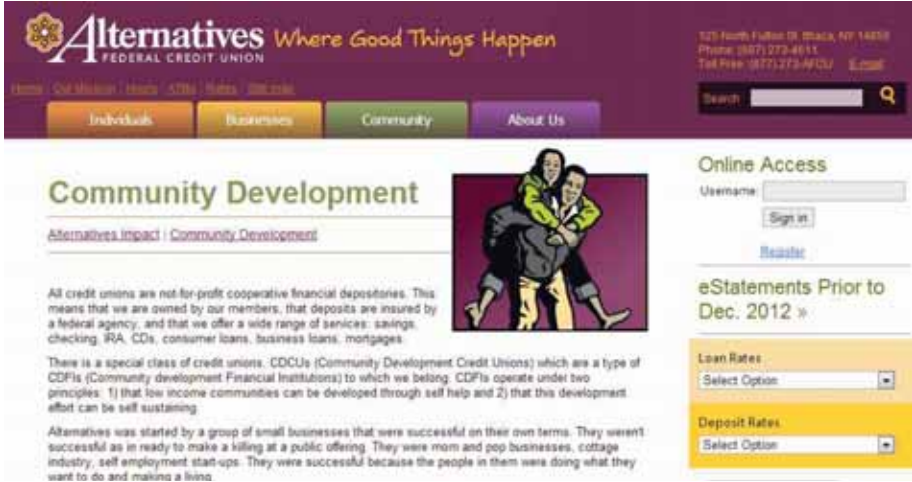 Alternatives Where Good Things Happen
FEDERAL CREDIT UNION
125 North Fulton St Ithaca, NY 14850
Phone: (607) 273-4611
Toll Free: (877) 273-AFCU E-mail
Home | Our Mission | Hours | ATMs | Rates | Site map
Search
Individuals Businesses Community About Us
Community Development
Alternatives Impact | Community Development
All credit unions are not-for-profit cooperative financial depositories. This
means that we are owned by our members, that deposits are insured by
a federal agency, and that we offer a wide range of services: savings,
checking, IRA, CDs, consumer loans, business loans, mortgages.
There is a special class of credit unions, CDCUs (Community Development Credit Unions) which are a type of
CDFIs (Community development Financial Institutions) to which we belong. CDFIs operate under two
principles: 1) that low income communities can be developed through self help and 2) that this development
effort can be self sustaining.
Alternatives was started by a group of small businesses that were successful on their own terms. They weren't
successful as in ready to make a killing at a public offering. They were mom and pop businesses, cottage
industry, self employment start-ups. They were successful because the people in them were doing what they
want to do and making a living.
Online Access
Username:
Sign in
Register
eStatements Prior to
Dec. 2012 »
Loan Rates
Select Option
Deposit Rates
Select Option